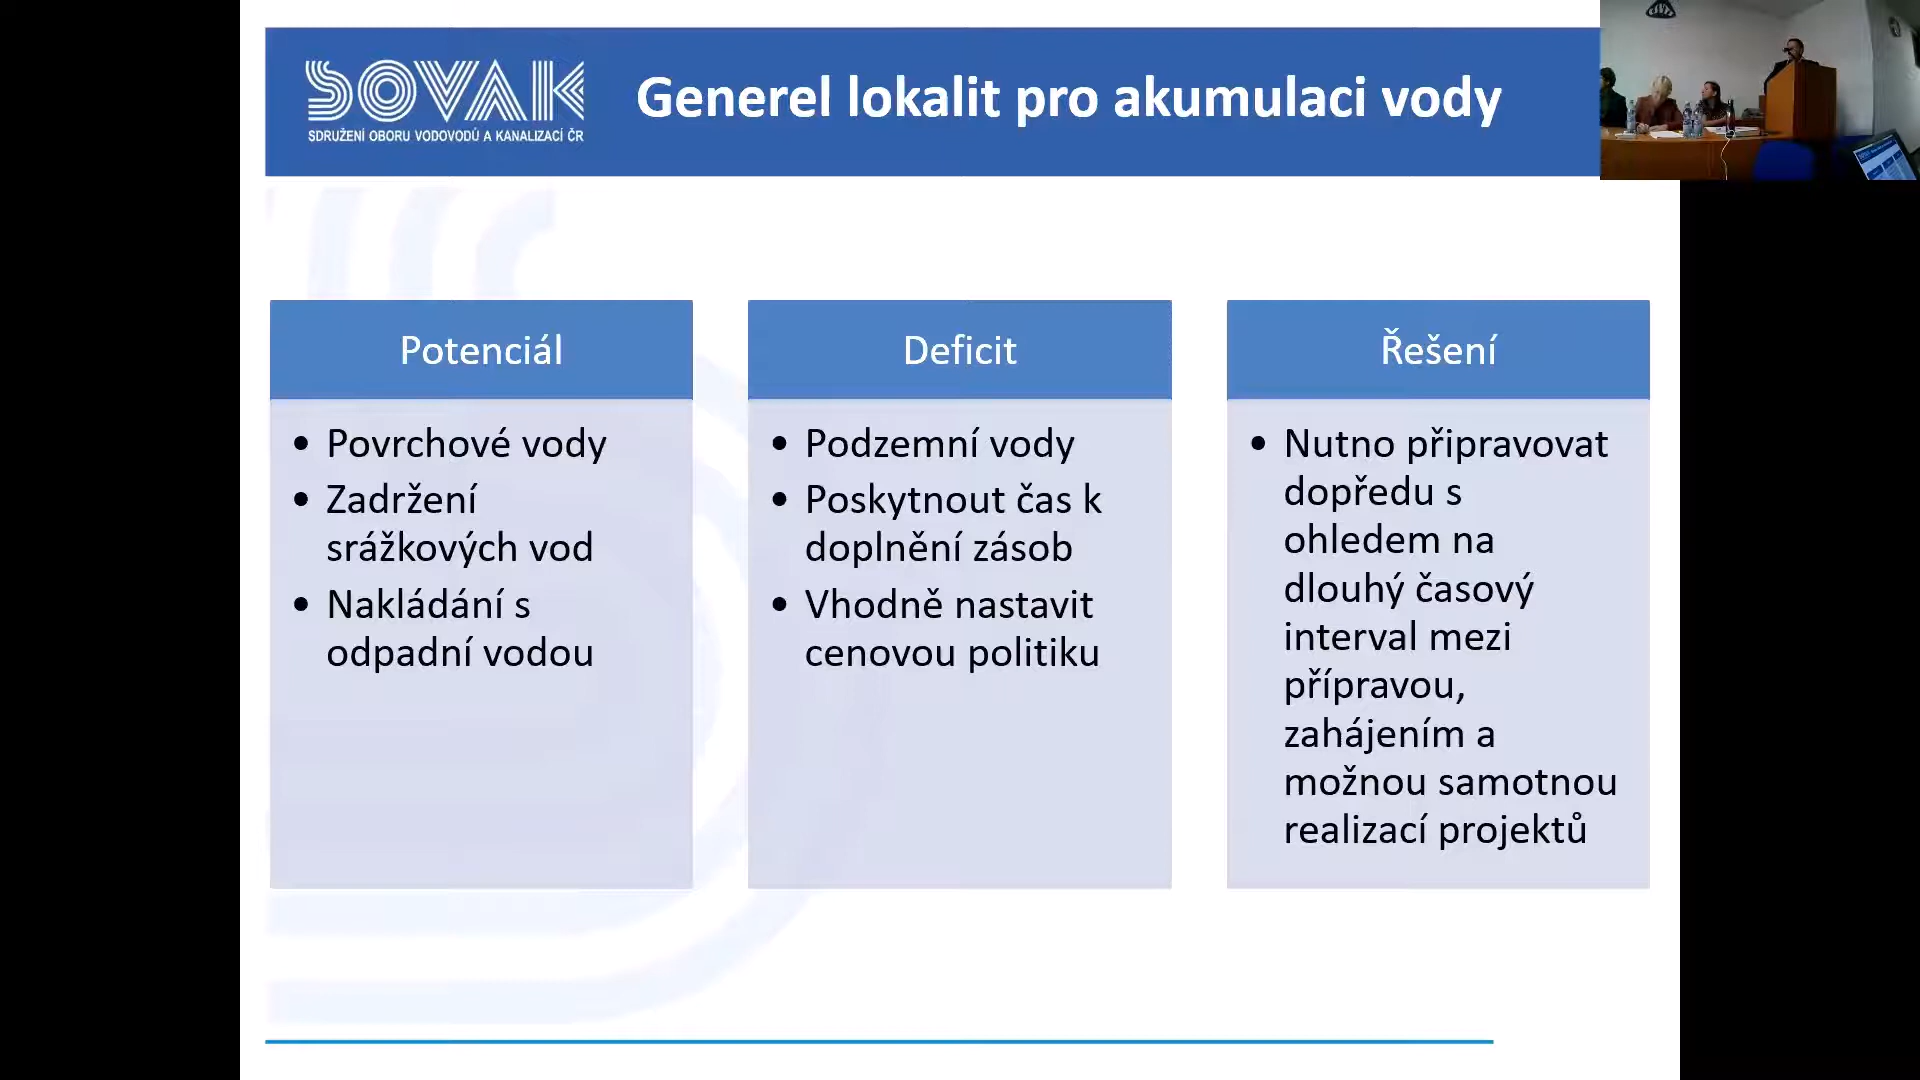 SOVAK
SDRUŽENÍ OBORU VODOVODŮ A KANALIZACÍ ČR
Generel lokalit pro akumulaci vody
Potenciál
• Povrchové vody
• Zadržení
srážkových vod
• Nakládání s
odpadní vodou
Deficit
• Podzemní vody
• Poskytnout čas k
doplnění zásob
• Vhodně nastavit
cenovou politiku
Řešení
• Nutno připravovat
dopředu s
ohledem na
dlouhý časový
interval mezi
přípravou,
zahájením a
možnou samotnou
realizací projektů